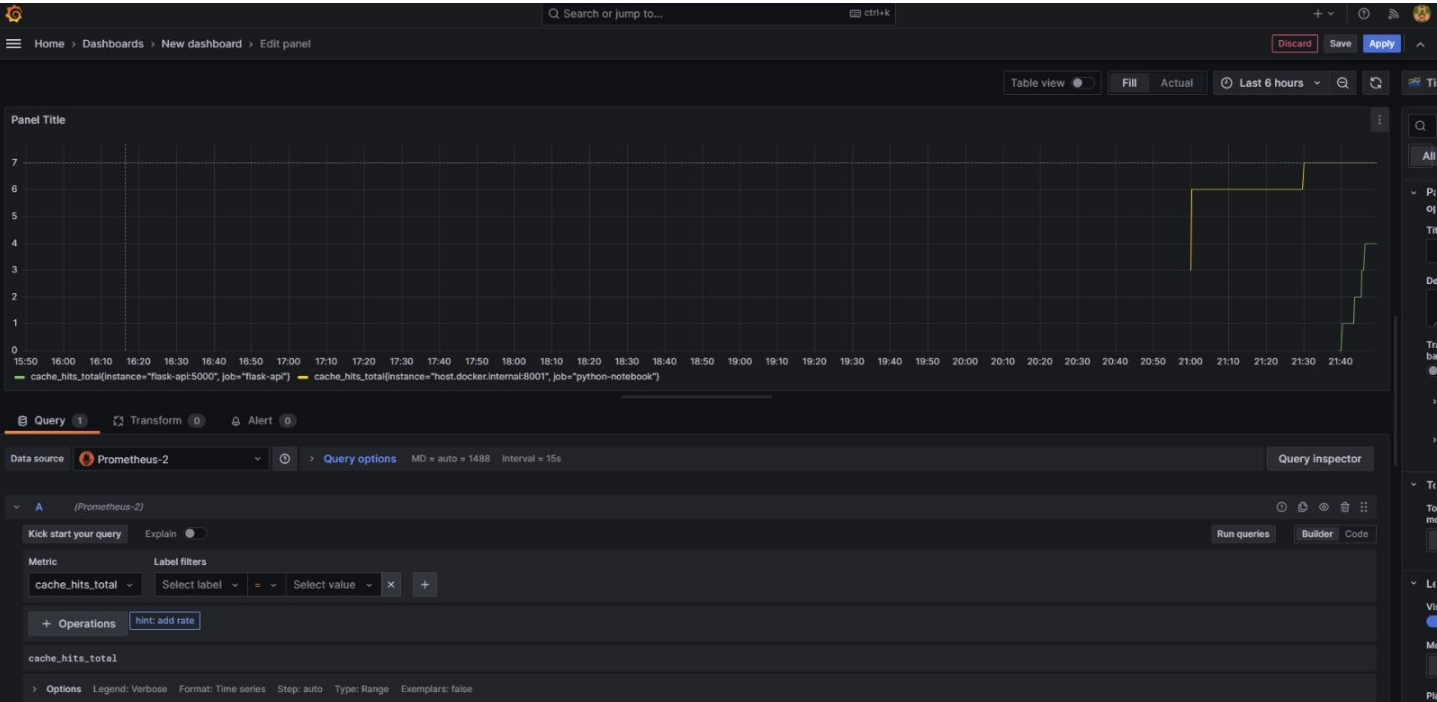 Search or jump to... ctrl+k
Home > Dashboards > New dashboard > Edit panel Discard Save Apply
Table view Fill Actual Last 6 hours
Panel Title
All
7
6
5
4
3
2
1
0
15:50 16:00 16:10 16:20 16:30 16:40 16:50 17:00 17:10 17:20 17:30 17:40 17:50 18:00 18:10 18:20 18:30 18:40 18:50 19:00 19:10 19:20 19:30 19:40 19:50 20:00 20:10 20:20 20:30 20:40 20:50 21:00 21:10 21:20 21:30 21:40
cache_hits_total{instance="flask-api:5000", job="flask-api"} cache_hits_total{instance="host.docker.internal:8001", job="python-notebook"}
Query 1 Transform 0 Alert 0
Data source Prometheus-2 > Query options MD = auto = 1488 Interval = 15s Query inspector
A (Prometheus-2)
Kick start your query Explain Run queries Builder Code
Metric Label filters
cache_hits_total Select label = Select value × +
+ Operations hint: add rate
cache_hits_total
> Options Legend: Verbose Format: Time series Step: auto Type: Range Exemplars: false